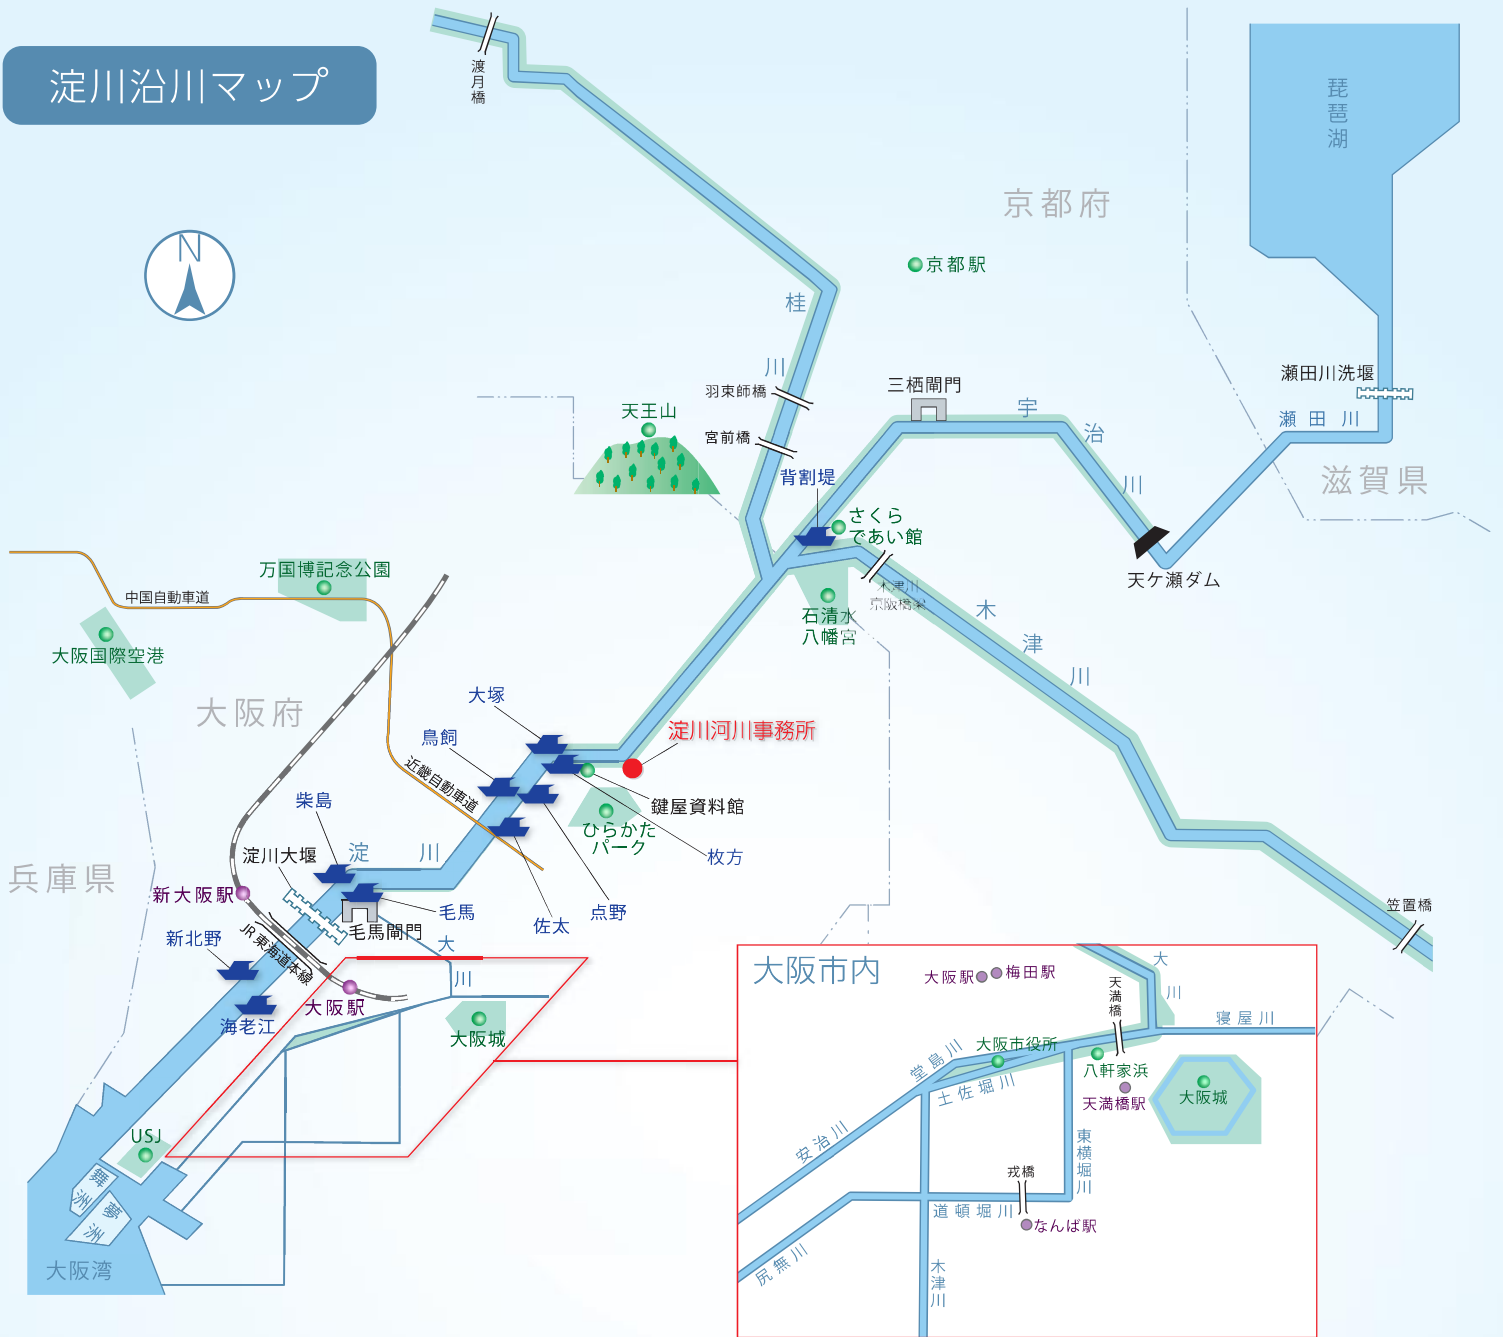 淀川沿川マップ
N
渡月橋
琵琶湖
京都府
京都駅
桂川
羽束師橋
宮前橋
三栖閘門
宇治川
瀬田川洗堰
瀬田川
滋賀県
天王山
背割堤
さくら
であい館
天ケ瀬ダム
木津川
京阪橋梁
木津川
石清水
八幡宮
万国博記念公園
中国自動車道
大阪国際空港
大阪府
大塚
鳥飼
淀川河川事務所
近畿自動車道
鍵屋資料館
ひらかた
パーク
枚方
柴島
淀川
淀川大堰
兵庫県
新大阪駅
毛馬
毛馬閘門
佐太
点野
笠置橋
新北野
JR東海道本線
大川
大阪駅
海老江
大阪城
USJ
舞洲
夢洲
大阪湾
大阪市内
大阪駅
梅田駅
大川
天満橋
寝屋川
大阪市役所
堂島川
八軒家浜
土佐堀川
天満橋駅
大阪城
安治川
東横堀川
戎橋
道頓堀川
なんば駅
尻無川
木津川